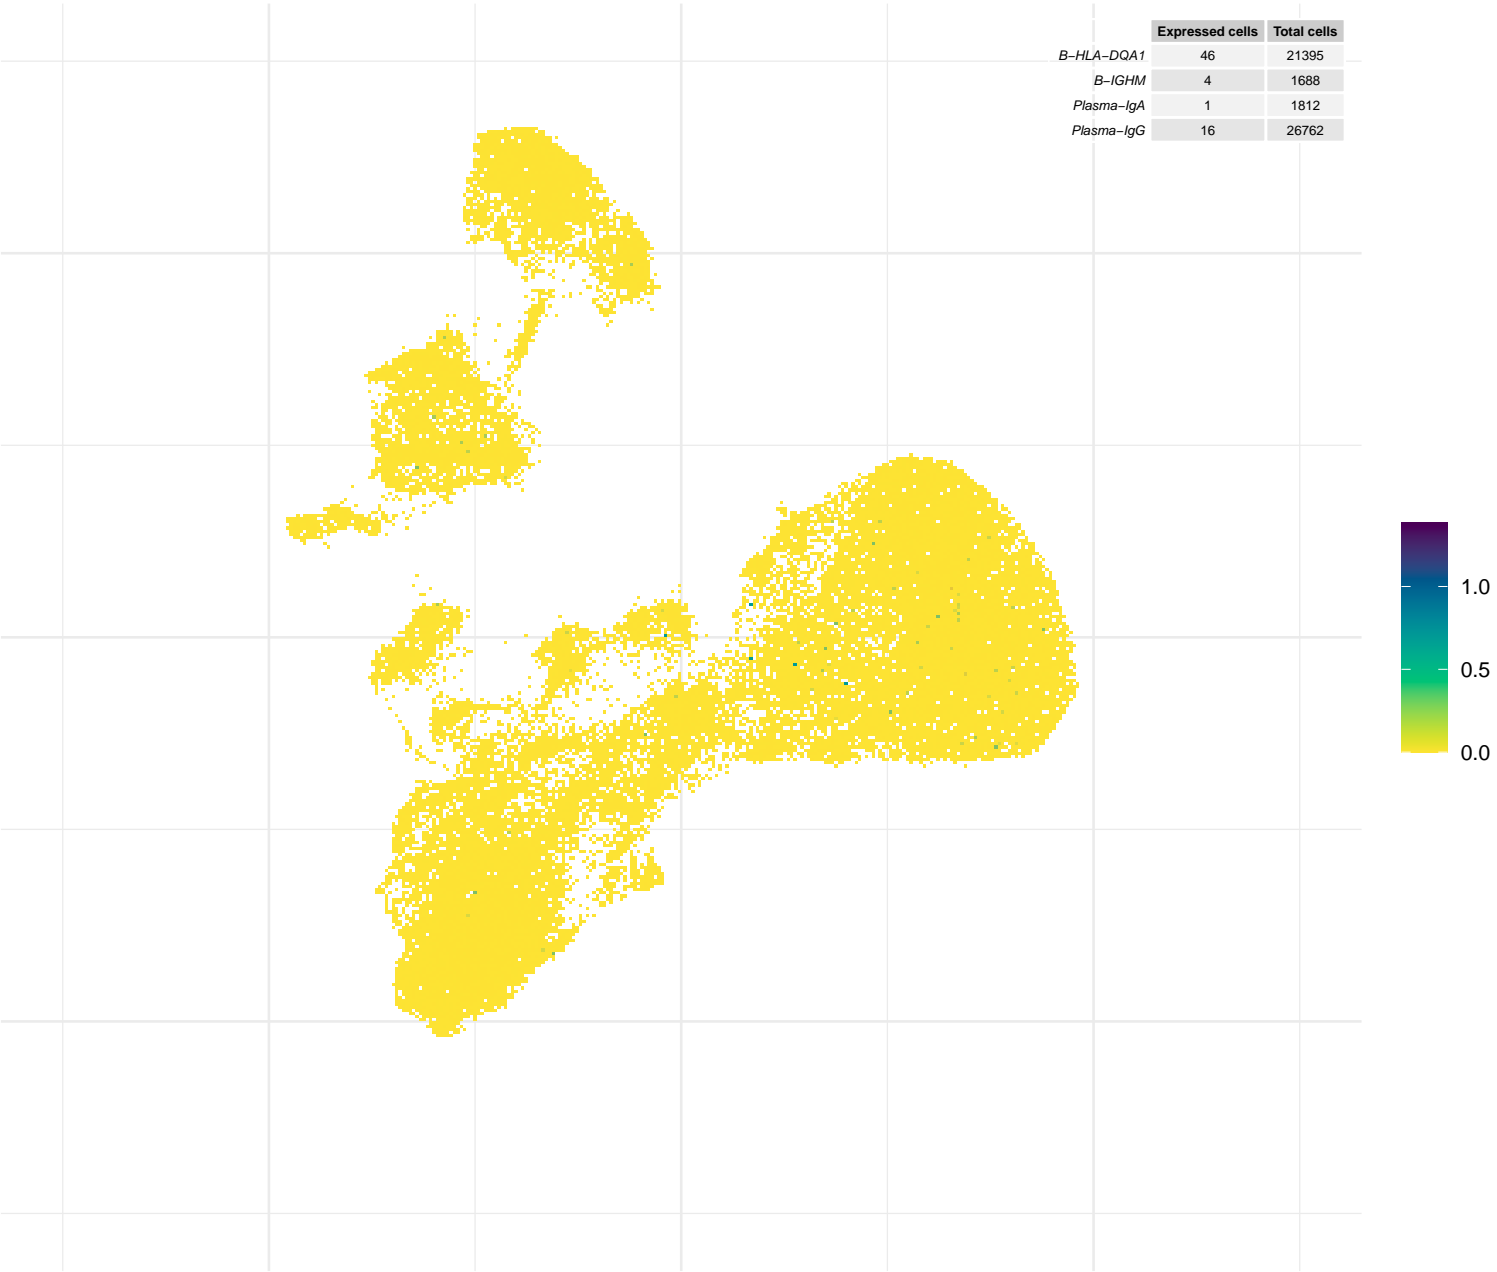 Expressed cells Total cells
B−HLA−DQA1 46 21395
B−IGHM 4 1688
Plasma−IgA 1 1812
Plasma−IgG 16 26762
1.0
0.5
0.0